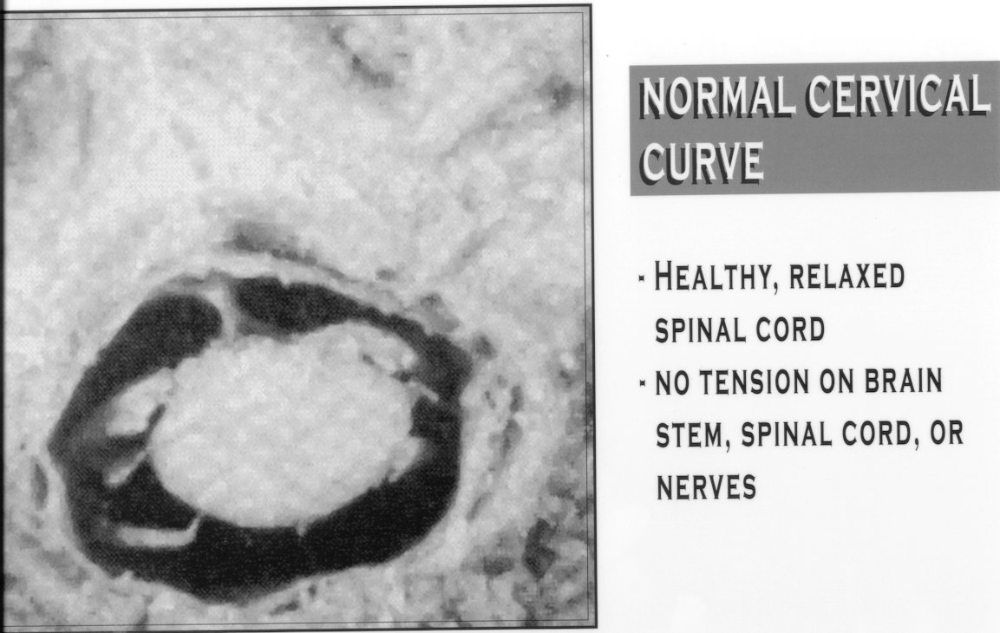 NORMAL CERVICAL
CURVE
- HEALTHY, RELAXED
SPINAL CORD
- NO TENSION ON BRAIN
STEM, SPINAL CORD, OR
NERVES